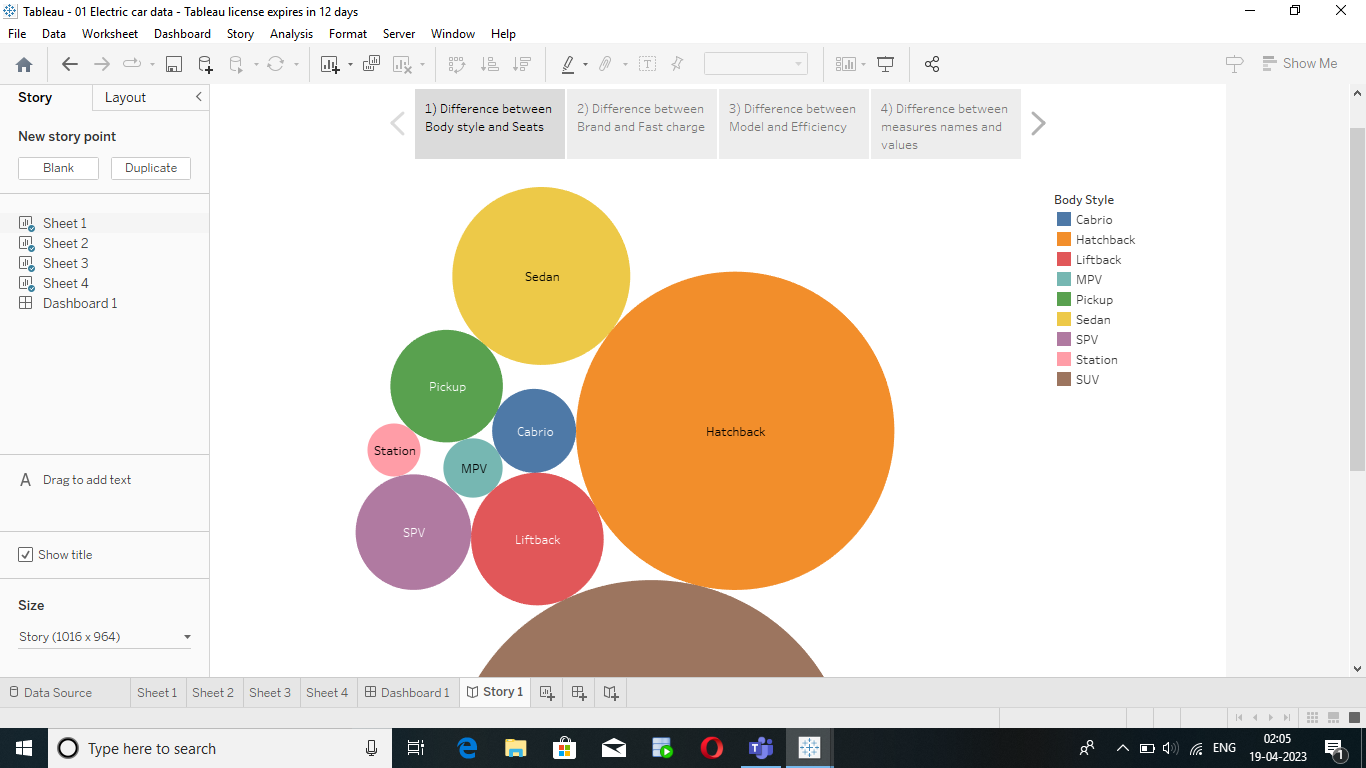 Tableau - 01 Electric car data - Tableau license expires in 12 days
File Data Worksheet Dashboard Story Analysis Format Server Window Help
Show Me
Story Layout
New story point
Blank Duplicate
Sheet 1
Sheet 2
Sheet 3
Sheet 4
Dashboard 1
A Drag to add text
Show title
Size
Story (1016 x 964)
1) Difference between
Body style and Seats
2) Difference between
Brand and Fast charge
3) Difference between
Model and Efficiency
4) Difference between
measures names and
values
Sedan
Hatchback
Pickup
Cabrio
Station
MPV
SPV
Liftback
Body Style
Cabrio
Hatchback
Liftback
MPV
Pickup
Sedan
SPV
Station
SUV
Data Source Sheet 1 Sheet 2 Sheet 3 Sheet 4 Dashboard 1 Story 1
Type here to search
ENG
02:05
19-04-2023
1